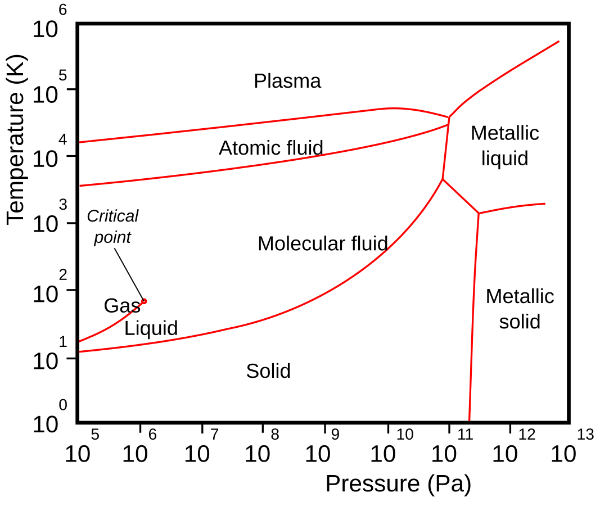 Temperature (K)
10^6
10^5
10^4
10^3
10^2
10^1
10^0
Plasma
Atomic fluid
Metallic
liquid
Critical
point
Molecular fluid
Gas
Liquid
Metallic
solid
Solid
10^5 10^6 10^7 10^8 10^9 10^10 10^11 10^12 10^13
Pressure (Pa)